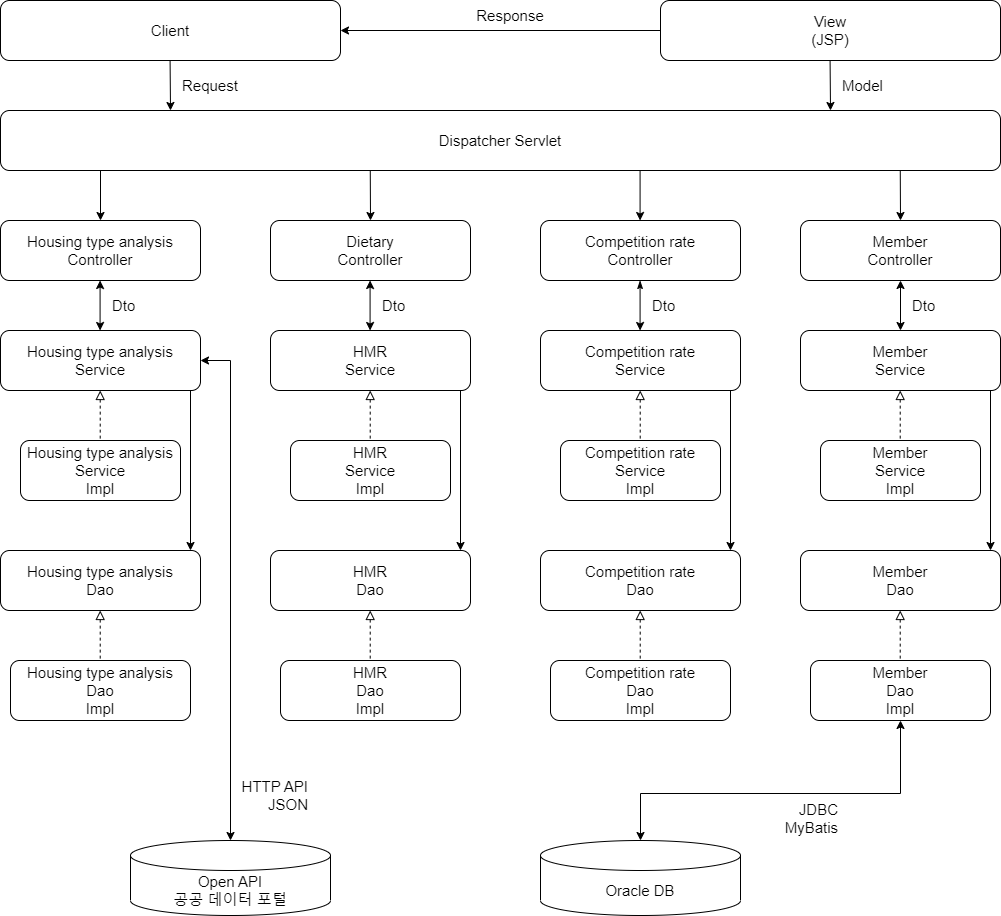 Client
Response
View
(JSP)
Request
Model
Dispatcher Servlet
Housing type analysis
Controller
Dietary
Controller
Competition rate
Controller
Member
Controller
Dto
Dto
Dto
Dto
Housing type analysis
Service
HMR
Service
Competition rate
Service
Member
Service
Housing type analysis
Service
Impl
HMR
Service
Impl
Competition rate
Service
Impl
Member
Service
Impl
Housing type analysis
Dao
HMR
Dao
Competition rate
Dao
Member
Dao
Housing type analysis
Dao
Impl
HMR
Dao
Impl
Competition rate
Dao
Impl
Member
Dao
Impl
HTTP API
JSON
JDBC
MyBatis
Open API
공공 데이터 포털
Oracle DB